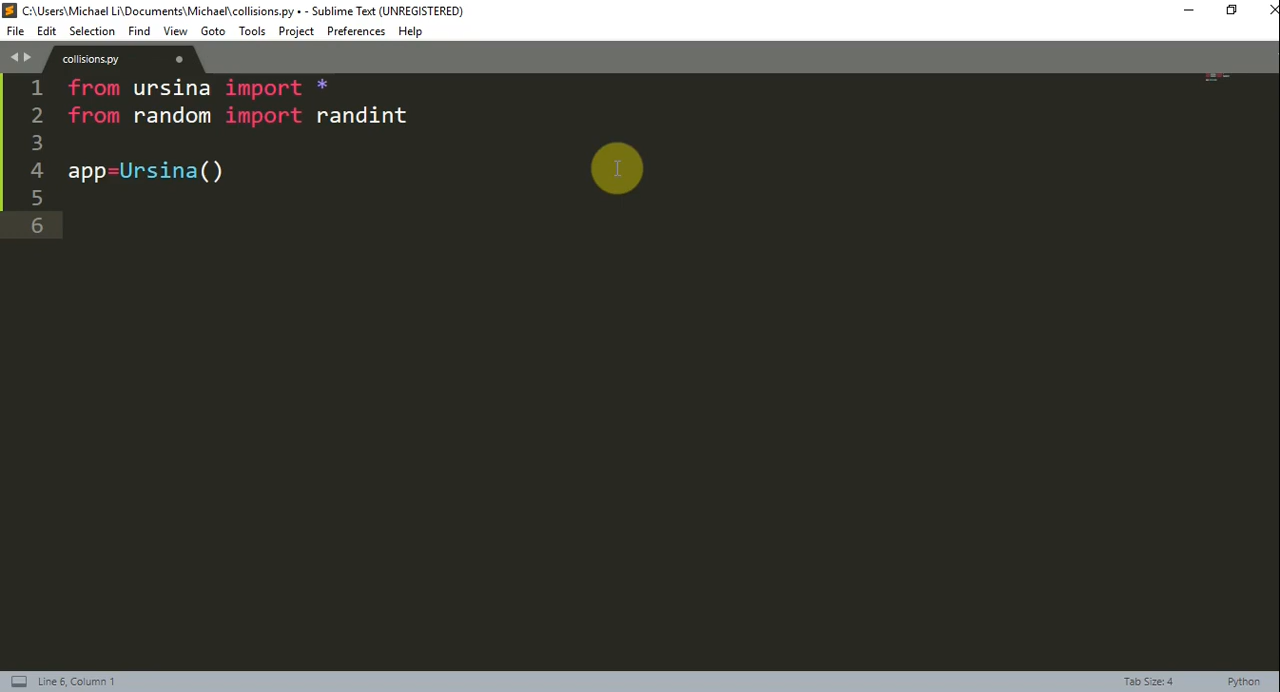 C:\Users\Michael Li\Documents\Michael\collisions.py • - Sublime Text (UNREGISTERED)
File Edit Selection Find View Goto Tools Project Preferences Help
collisions.py
1 from ursina import *
2 from random import randint
3
4 app=Ursina()
5
6
Line 6, Column 1 Tab Size: 4 Python